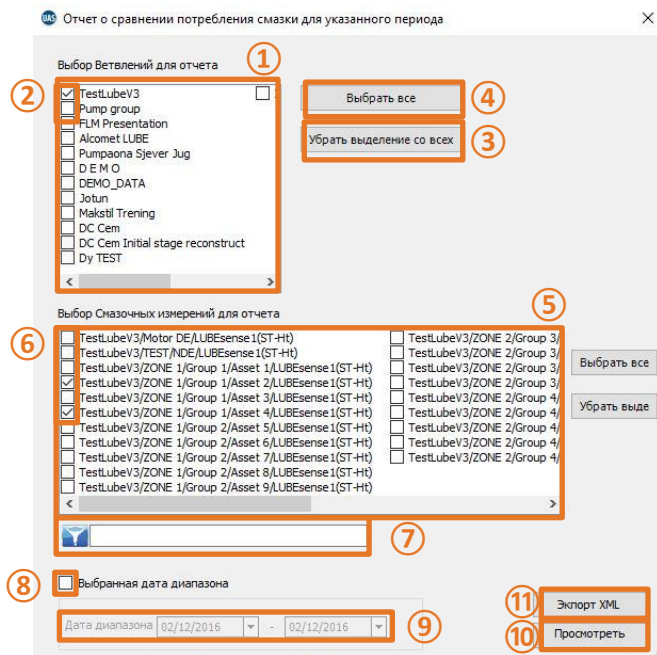 UAS Отчет о сравнении потребления смазки для указанного периода
Выбор Ветвлений для отчета
①
②
TestLubeV3
Pump group
FLM Presentation
Alcomet LUBE
Pumpaona Sjever Jug
D E M O
DEMO_DATA
Jotun
Makstil Trening
DC Cem
DC Cem Initial stage reconstruct
Dy TEST
Выбрать все
④
Убрать выделение со всех
③
Выбор Смазочных измерений для отчета
⑤
⑥
TestLubeV3/Motor DE/LUBEsense1(ST-Ht)
TestLubeV3/TEST/NDE/LUBEsense1(ST-Ht)
TestLubeV3/ZONE 1/Group 1/Asset 1/LUBEsense1(ST-Ht)
TestLubeV3/ZONE 1/Group 1/Asset 2/LUBEsense1(ST-Ht)
TestLubeV3/ZONE 1/Group 1/Asset 3/LUBEsense1(ST-Ht)
TestLubeV3/ZONE 1/Group 1/Asset 4/LUBEsense1(ST-Ht)
TestLubeV3/ZONE 1/Group 2/Asset 5/LUBEsense1(ST-Ht)
TestLubeV3/ZONE 1/Group 2/Asset 6/LUBEsense1(ST-Ht)
TestLubeV3/ZONE 1/Group 2/Asset 7/LUBEsense1(ST-Ht)
TestLubeV3/ZONE 1/Group 2/Asset 8/LUBEsense1(ST-Ht)
TestLubeV3/ZONE 1/Group 2/Asset 9/LUBEsense1(ST-Ht)
TestLubeV3/ZONE 2/Group 3/
TestLubeV3/ZONE 2/Group 3/
TestLubeV3/ZONE 2/Group 3/
TestLubeV3/ZONE 2/Group 3/
TestLubeV3/ZONE 2/Group 4/
TestLubeV3/ZONE 2/Group 4/
TestLubeV3/ZONE 2/Group 4/
TestLubeV3/ZONE 2/Group 4/
TestLubeV3/ZONE 2/Group 4/
Выбрать все
Убрать выде
⑦
⑧
Выбранная дата диапазона
Дата диапазона 02/12/2016 - 02/12/2016
⑨
⑪ Экспорт XML
⑩ Просмотреть